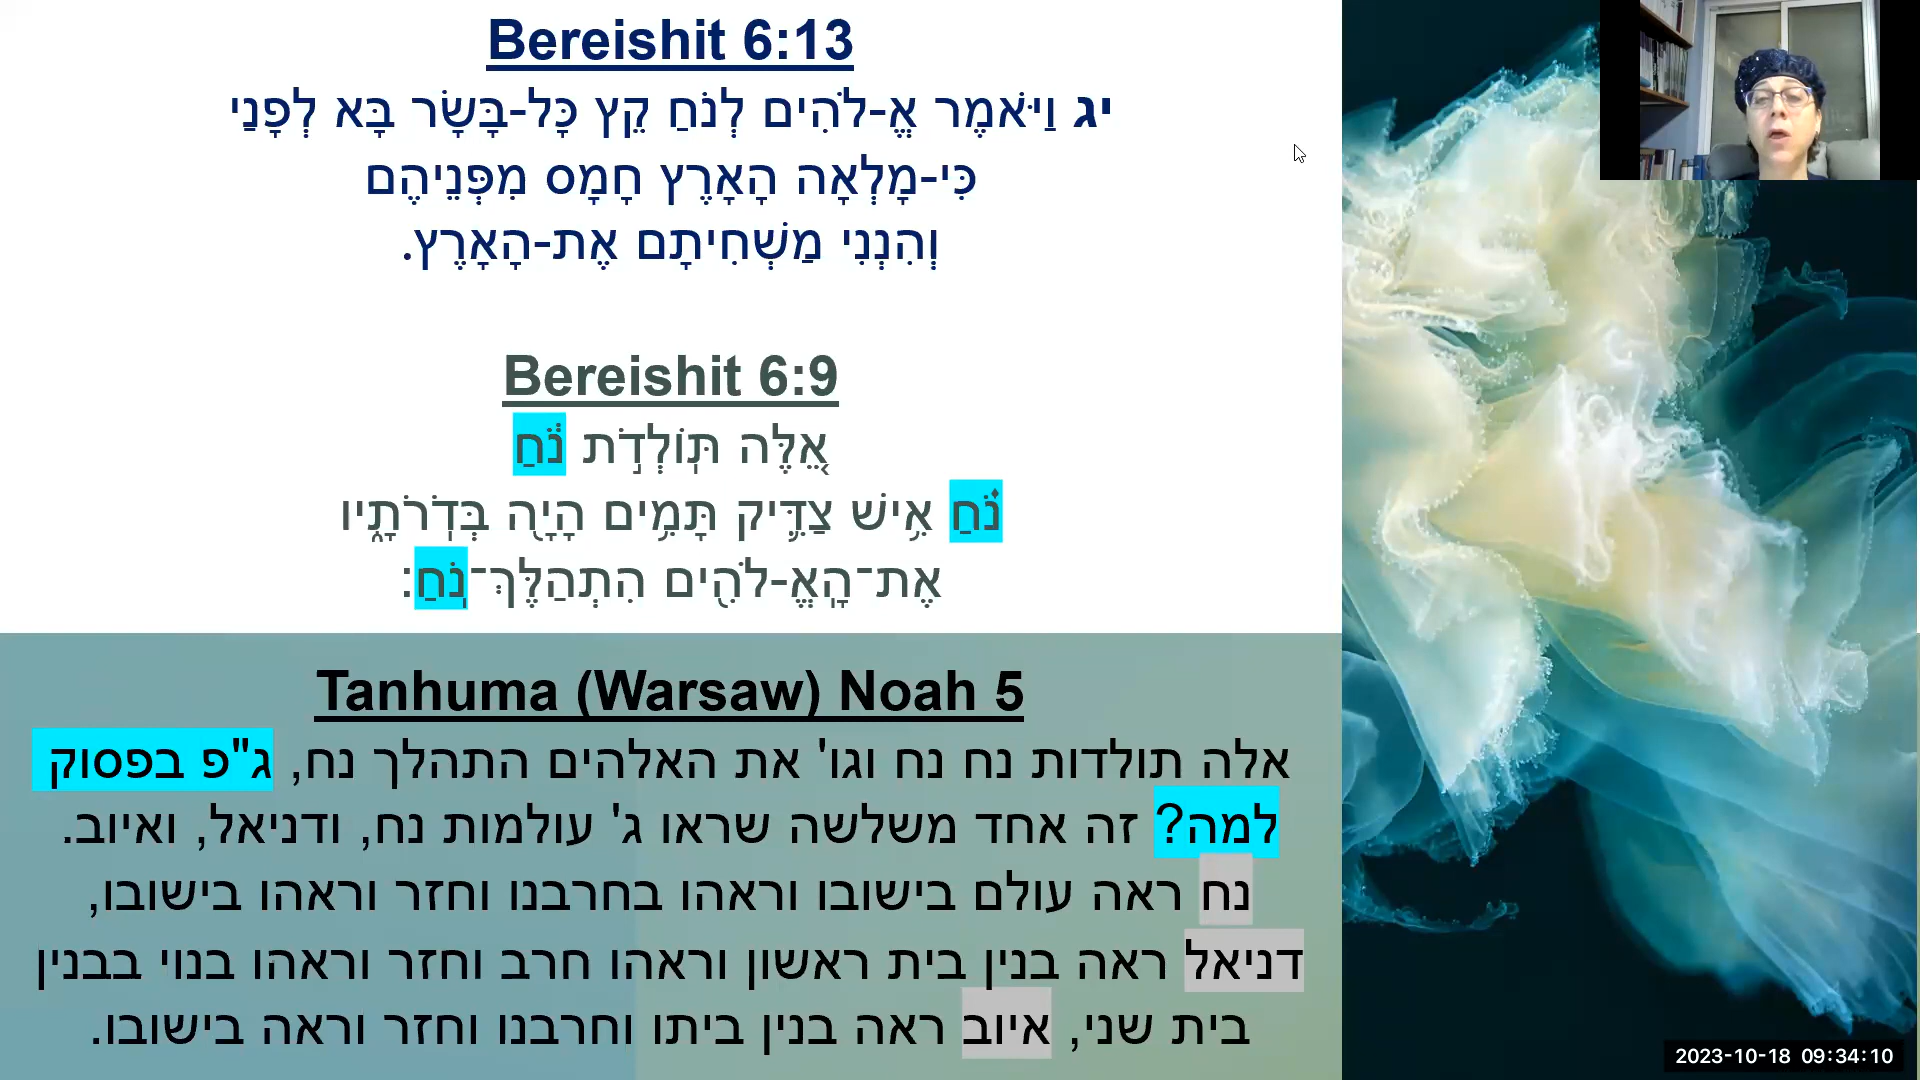 Bereishit 6:13
יג וַיֹּאמֶר אֱ-לֹהִים לְנֹחַ קֵץ כָּל-בָּשָׂר בָּא לְפָנַי
כִּי-מָלְאָה הָאָרֶץ חָמָס מִפְּנֵיהֶם
וְהִנְנִי מַשְׁחִיתָם אֶת-הָאָרֶץ.
Bereishit 6:9
אֵ֚לֶּה תּֽוֹלְדֹ֣ת נֹ֔חַ
נֹ֗חַ אִ֥ישׁ צַדִּ֛יק תָּמִ֥ים הָיָ֖ה בְּדֹֽרֹתָ֑יו
אֶת־הָֽאֱ-לֹהִ֖ים הִתְהַלֶּךְ־נֹֽחַ׃
Tanhuma (Warsaw) Noah 5
אלה תולדות נח נח וגו' את האלהים התהלך נח, ג"פ בפסוק
למה? זה אחד משלשה שראו ג' עולמות נח, ודניאל, ואיוב.
נח ראה עולם בישובו וראהו בחרבנו וחזר וראהו בישובו,
דניאל ראה בנין בית ראשון וראהו חרב וחזר וראהו בנוי בבנין
בית שני, איוב ראה בנין ביתו וחרבנו וחזר וראה בישובו.
2023-10-18 09:34:10